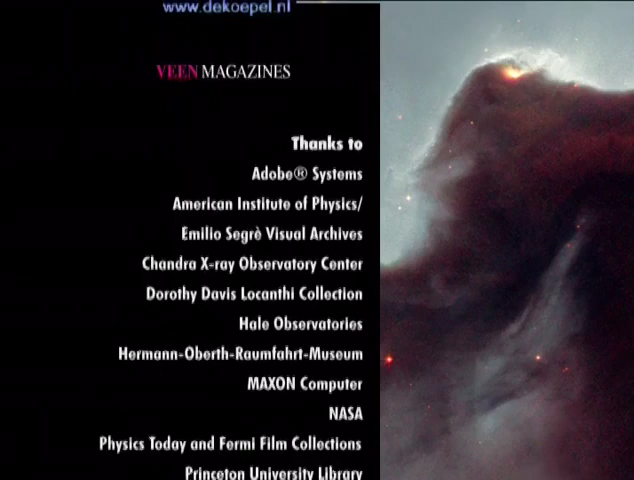 www.dekoepel.nl
VEEN MAGAZINES
Thanks to
Adobe® Systems
American Institute of Physics/
Emilio Segrè Visual Archives
Chandra X-ray Observatory Center
Dorothy Davis Locanthi Collection
Hale Observatories
Hermann-Oberth-Raumfahrt-Museum
MAXON Computer
NASA
Physics Today and Fermi Film Collections
Princeton University Library